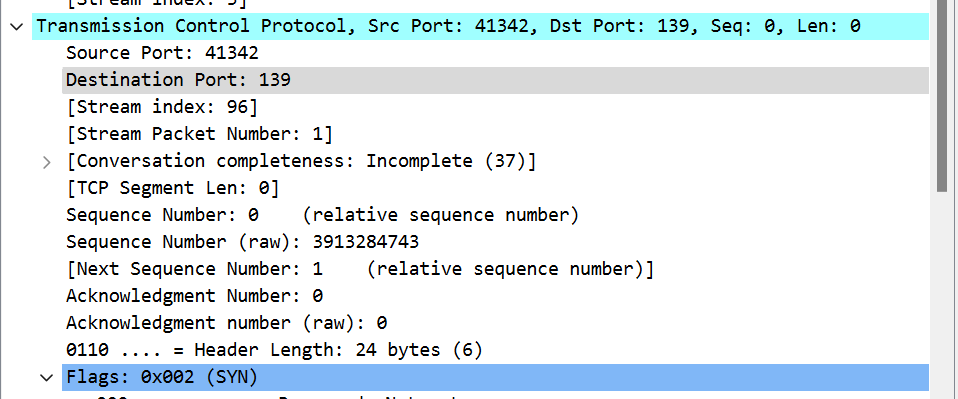 Transmission Control Protocol, Src Port: 41342, Dst Port: 139, Seq: 0, Len: 0
Source Port: 41342
Destination Port: 139
[Stream index: 96]
[Stream Packet Number: 1]
[Conversation completeness: Incomplete (37)]
[TCP Segment Len: 0]
Sequence Number: 0    (relative sequence number)
Sequence Number (raw): 3913284743
[Next Sequence Number: 1    (relative sequence number)]
Acknowledgment Number: 0
Acknowledgment number (raw): 0
0110 .... = Header Length: 24 bytes (6)
Flags: 0x002 (SYN)